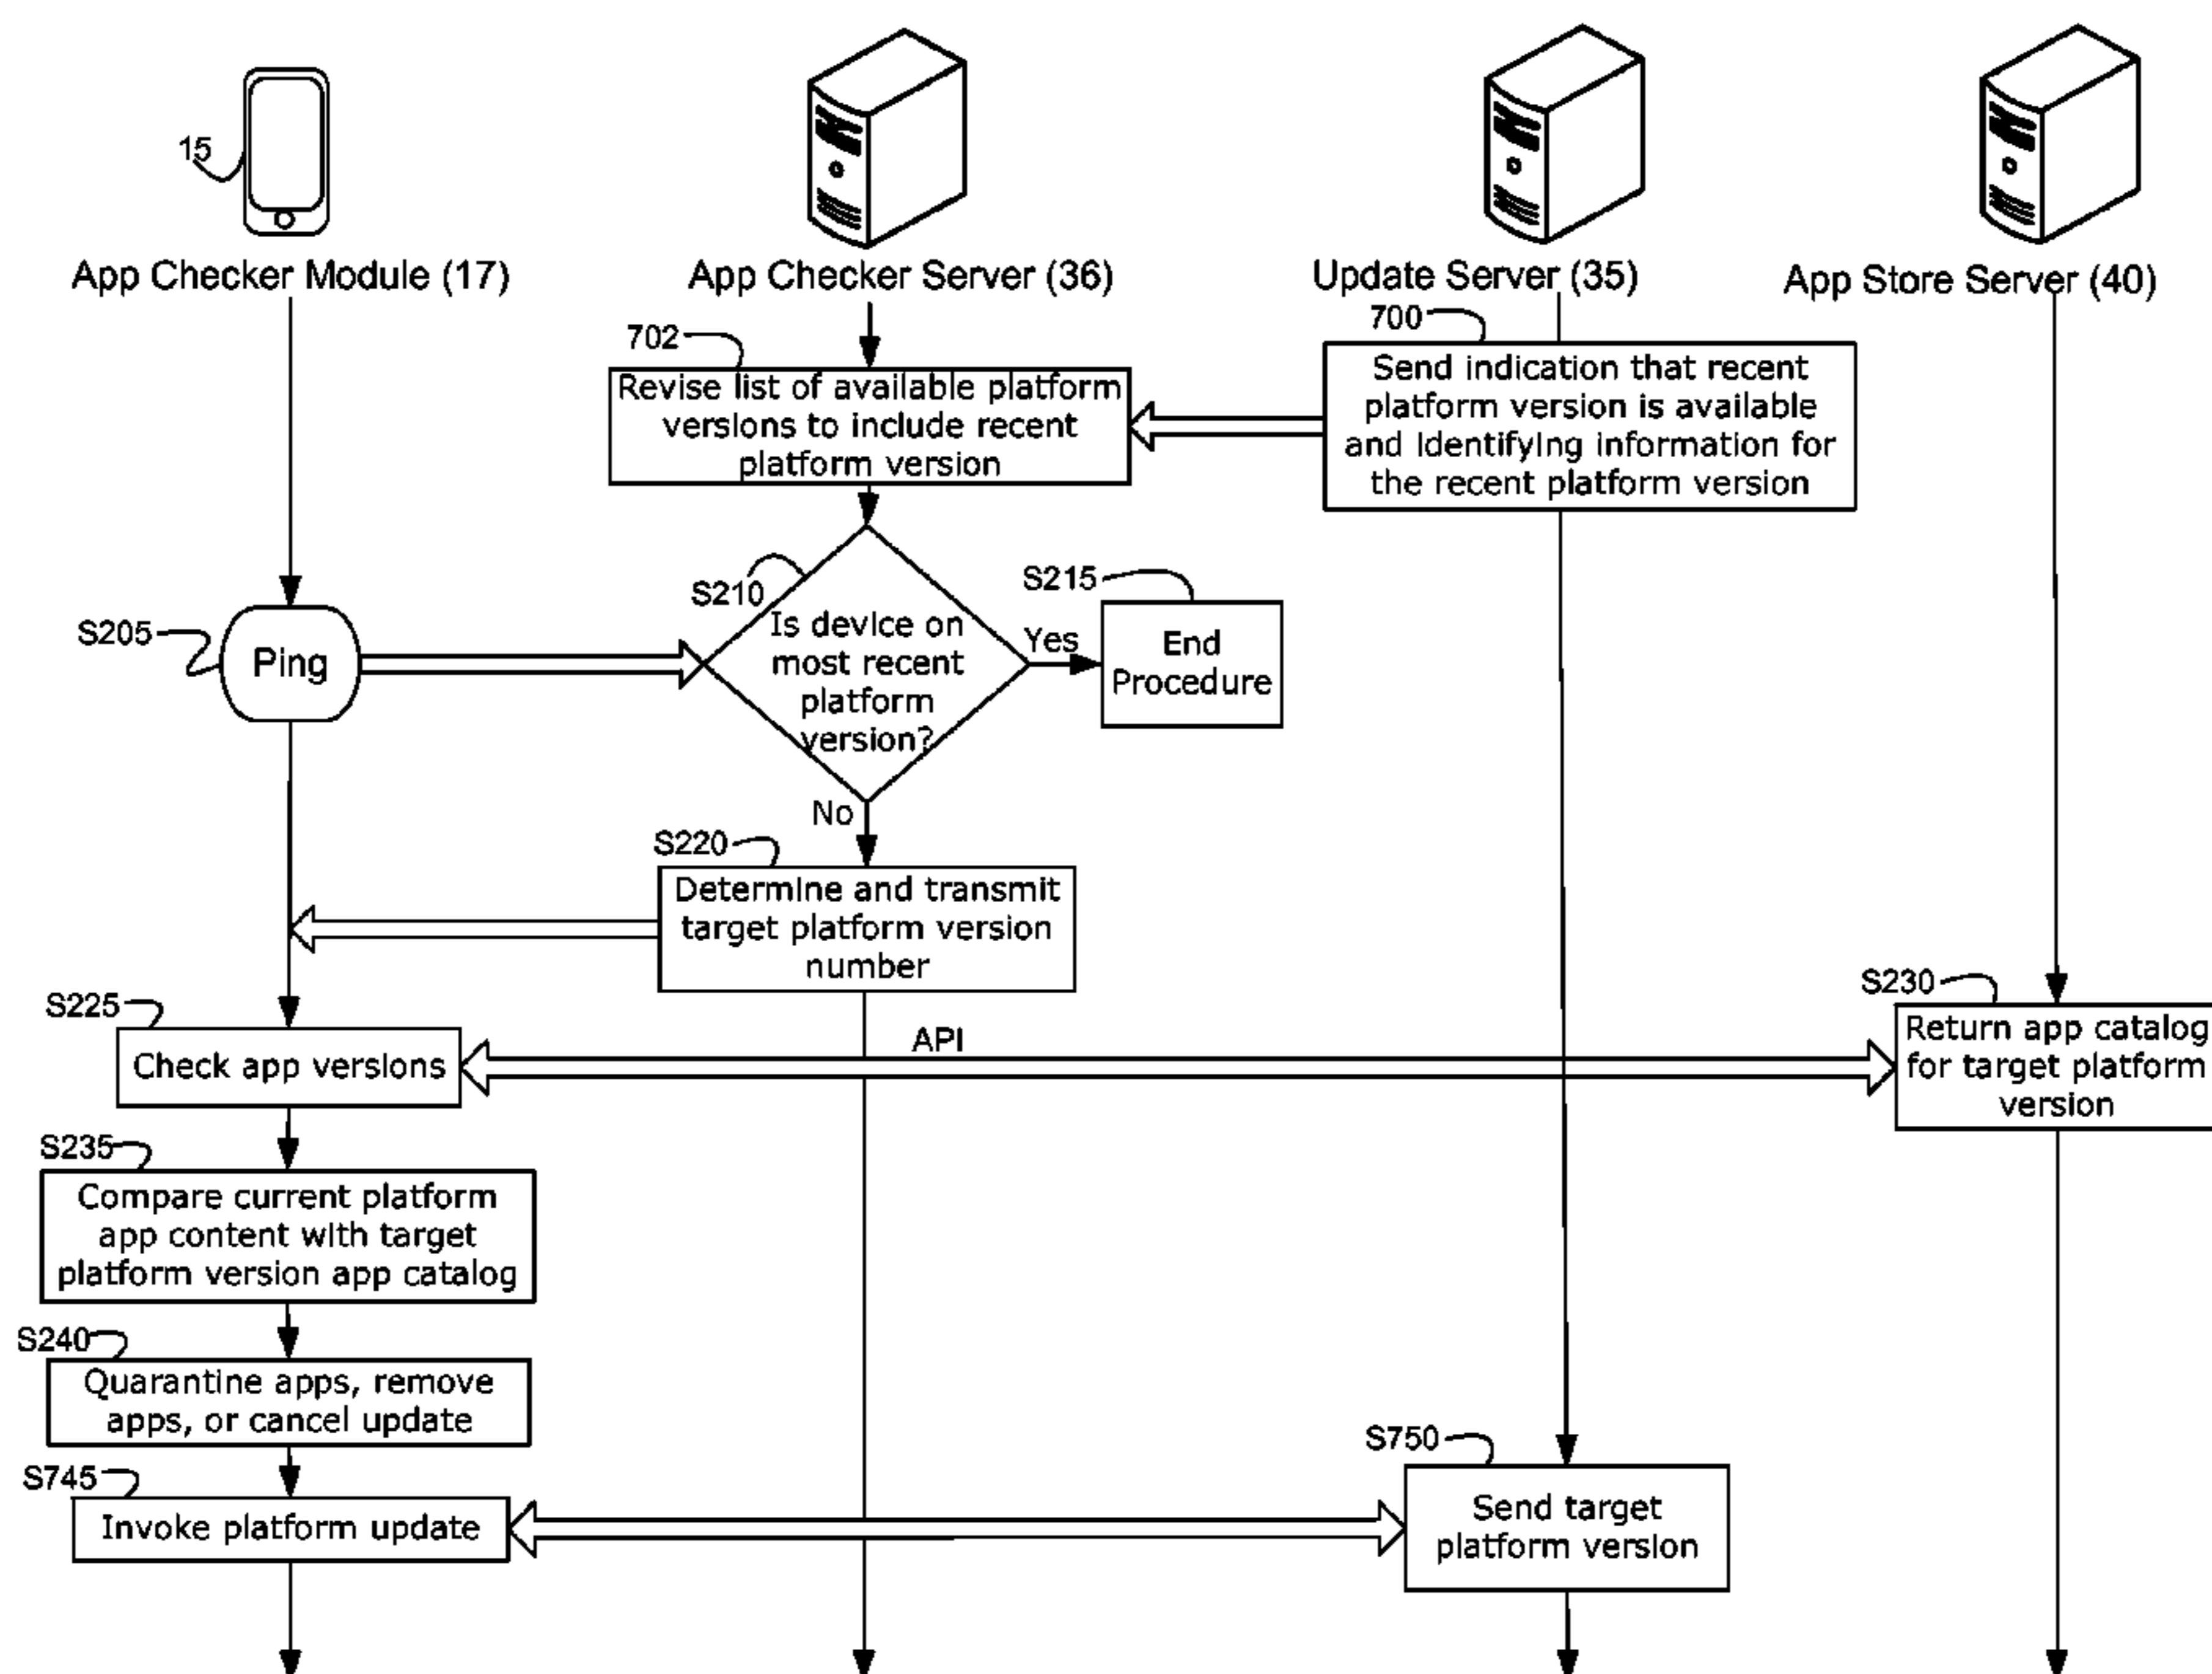 15
App Checker Module (17)
App Checker Server (36)
Update Server (35)
App Store Server (40)
702
700
Revise list of available platform
versions to include recent
platform version
Send indication that recent
platform version is available
and identifying information for
the recent platform version
S205
Ping
S210
Is device on
most recent
platform
version?
Yes
S215
End
Procedure
No
S220
Determine and transmit
target platform version
number
S225
Check app versions
API
S230
Return app catalog
for target platform
version
S235
Compare current platform
app content with target
platform version app catalog
S240
Quarantine apps, remove
apps, or cancel update
S745
Invoke platform update
S750
Send target
platform version